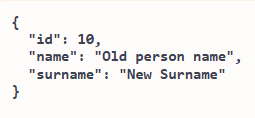 {
  "id": 10,
  "name": "Old person name",
  "surname": "New Surname"
}